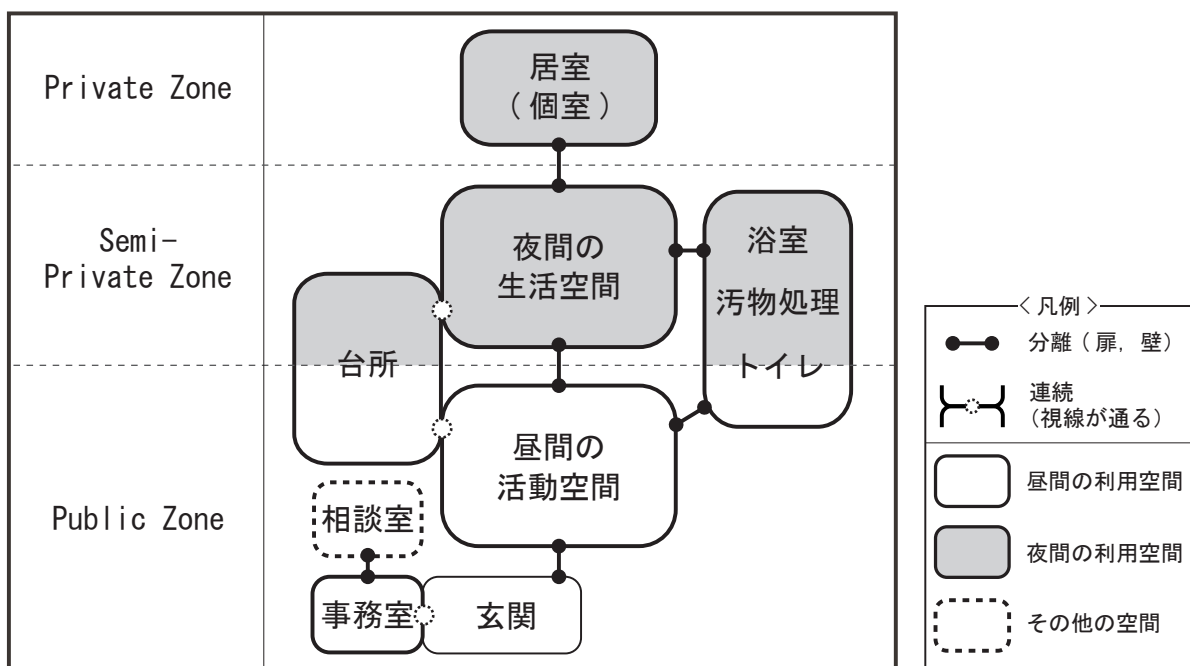 Private Zone
居室
(個室)
Semi-
Private Zone
夜間の
生活空間
浴室
汚物処理
トイレ
台所
Public Zone
昼間の
活動空間
相談室
事務室
玄関
<凡例>
分離(扉，壁)
連続
(視線が通る)
昼間の利用空間
夜間の利用空間
その他の空間